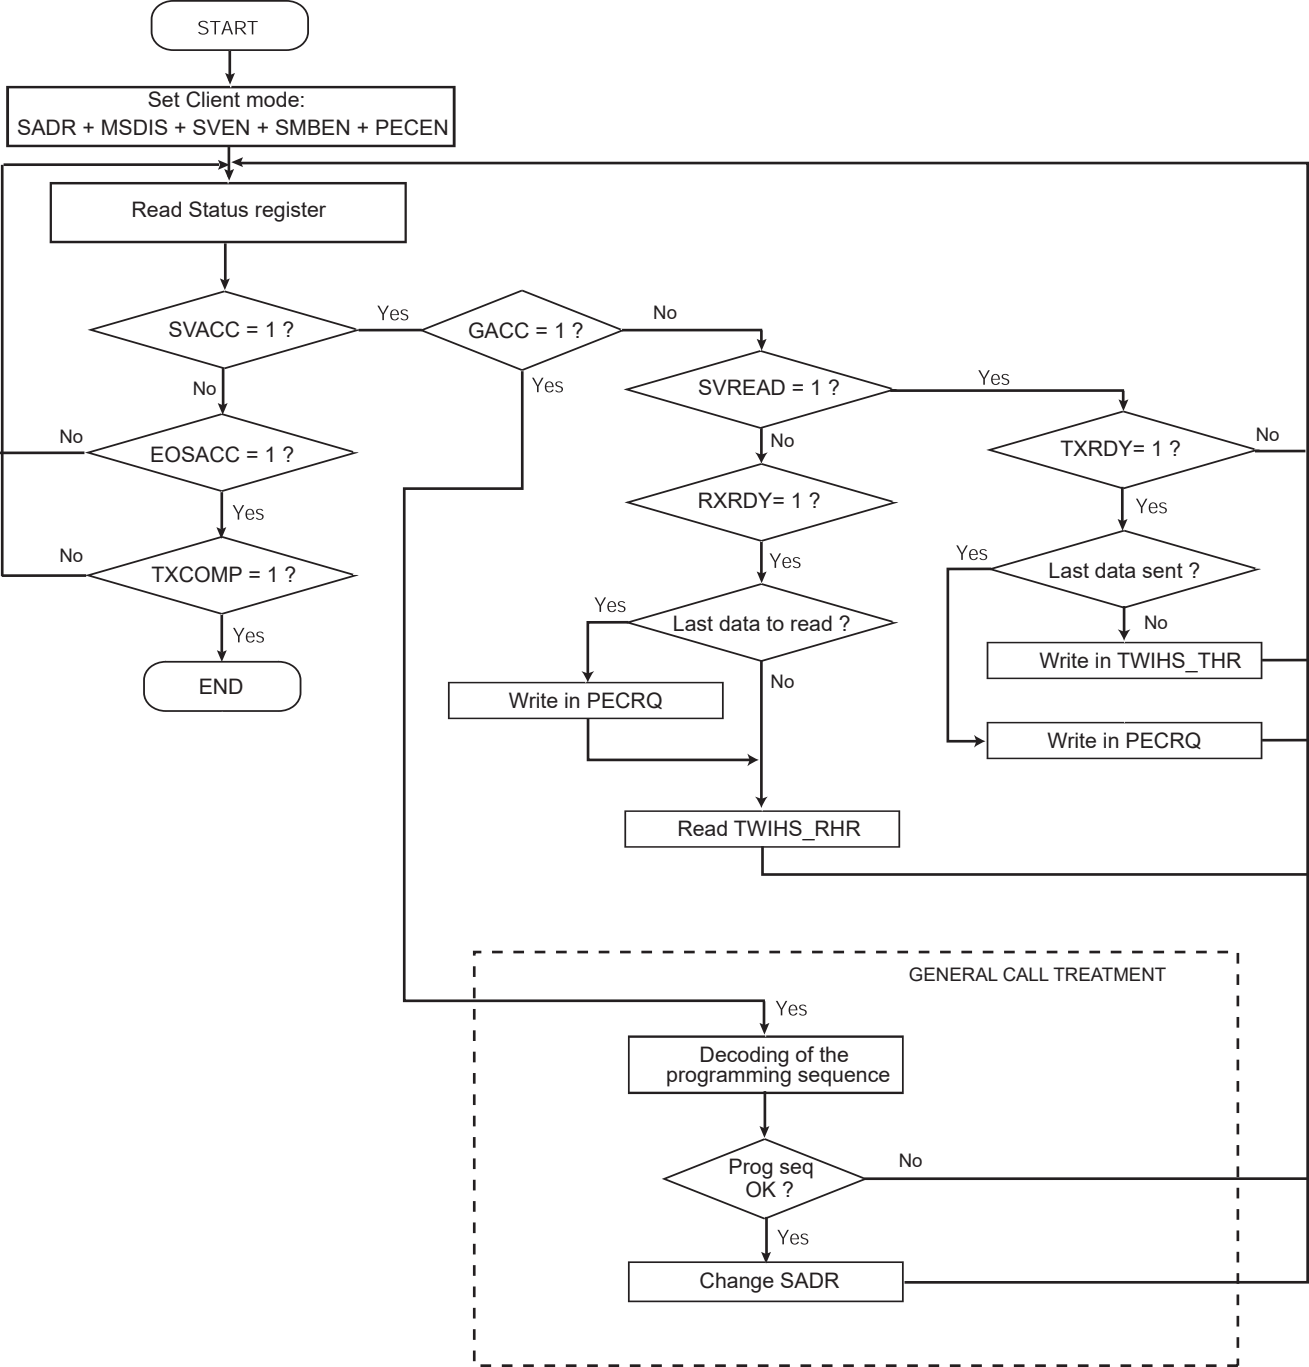 START
Set Client mode:
SADR + MSDIS + SVEN + SMBEN + PECEN
Read Status register
SVACC = 1 ?
Yes
GACC = 1 ?
No
SVREAD = 1 ?
Yes
No
Yes
No
EOSACC = 1 ?
No
TXRDY= 1 ?
No
RXRDY= 1 ?
Yes
Yes
No
TXCOMP = 1 ?
Yes
Yes
Last data sent ?
Yes
Last data to read ?
No
Yes
Write in TWIHS_THR
END
No
Write in PECRQ
Write in PECRQ
Read TWIHS_RHR
GENERAL CALL TREATMENT
Yes
Decoding of the
programming sequence
Prog seq
OK ?
No
Yes
Change SADR